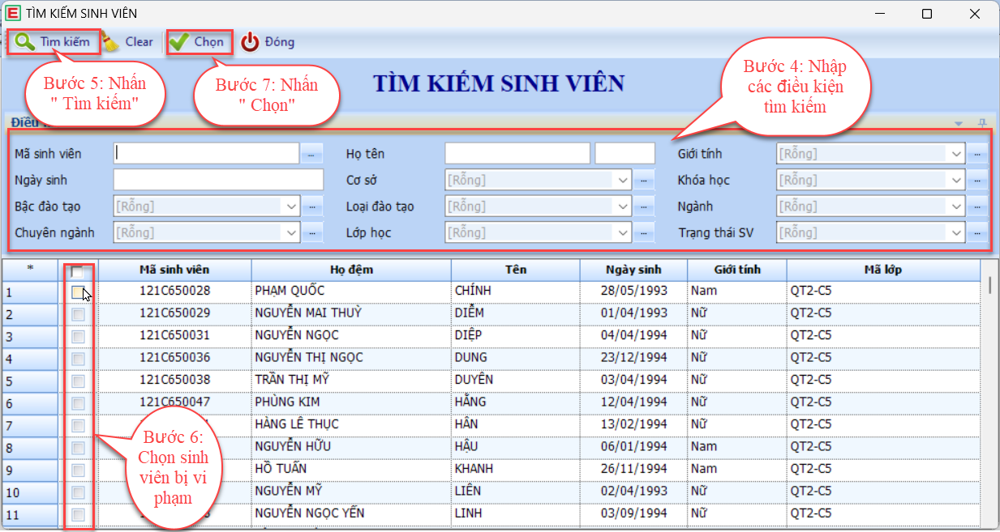 E TÌM KIẾM SINH VIÊN
Tìm kiếm Clear Chọn Đóng
Bước 5: Nhấn
" Tìm kiếm"
Bước 7: Nhấn
" Chọn"
TÌM KIẾM SINH VIÊN
Bước 4: Nhập
các điều kiện
tìm kiếm
Điều
Mã sinh viên ... Họ tên Giới tính [Rỗng] ...
Ngày sinh Cơ sở [Rỗng] ... Khóa học [Rỗng] ...
Bậc đào tạo [Rỗng] ... Loại đào tạo [Rỗng] ... Ngành [Rỗng] ...
Chuyên ngành [Rỗng] ... Lớp học [Rỗng] ... Trạng thái SV [Rỗng] ...
* Mã sinh viên Họ đệm Tên Ngày sinh Giới tính Mã lớp
1 121C650028 PHẠM QUỐC CHÍNH 28/05/1993 Nam QT2-C5
2 121C650029 NGUYỄN MAI THUỲ DIỄM 01/04/1993 Nữ QT2-C5
3 121C650031 NGUYỄN NGỌC DIỆP 04/04/1994 Nữ QT2-C5
4 121C650036 NGUYỄN THỊ NGỌC DUNG 23/12/1994 Nữ QT2-C5
5 121C650038 TRẦN THỊ MỸ DUYÊN 03/04/1994 Nữ QT2-C5
6 121C650047 PHÙNG KIM HẰNG 12/04/1994 Nữ QT2-C5
7 HÀNG LÊ THỤC HÂN 13/02/1994 Nữ QT2-C5
8 NGUYỄN HỮU HẬU 06/01/1994 Nam QT2-C5
9 HỒ TUẤN KHANH 26/11/1994 Nam QT2-C5
10 NGUYỄN MỸ LIÊN 02/04/1993 Nữ QT2-C5
11 NGUYỄN NGỌC YẾN LINH 03/09/1994 Nữ QT2-C5
Bước 6:
Chọn sinh
viên bị vi
phạm